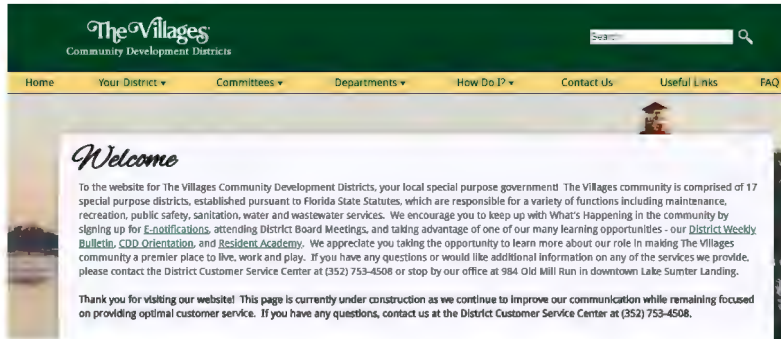 The Villages
Community Development Districts
Search
Home Your District ▾ Committees ▾ Departments ▾ How Do I? ▾ Contact Us Useful Links FAQ
Welcome
To the website for The Villages Community Development Districts, your local special purpose government! The Villages community is comprised of 17
special purpose districts, established pursuant to Florida State Statutes, which are responsible for a variety of functions including maintenance,
recreation, public safety, sanitation, water and wastewater services. We encourage you to keep up with What's Happening in the community by
signing up for E-notifications, attending District Board Meetings, and taking advantage of one of our many learning opportunities - our District Weekly
Bulletin, CDD Orientation, and Resident Academy. We appreciate you taking the opportunity to learn more about our role in making The Villages
community a premier place to live, work and play. If you have any questions or would like additional information on any of the services we provide,
please contact the District Customer Service Center at (352) 753-4508 or stop by our office at 984 Old Mill Run in downtown Lake Sumter Landing.
Thank you for visiting our website! This page is currently under construction as we continue to improve our communication while remaining focused
on providing optimal customer service. If you have any questions, contact us at the District Customer Service Center at (352) 753-4508.